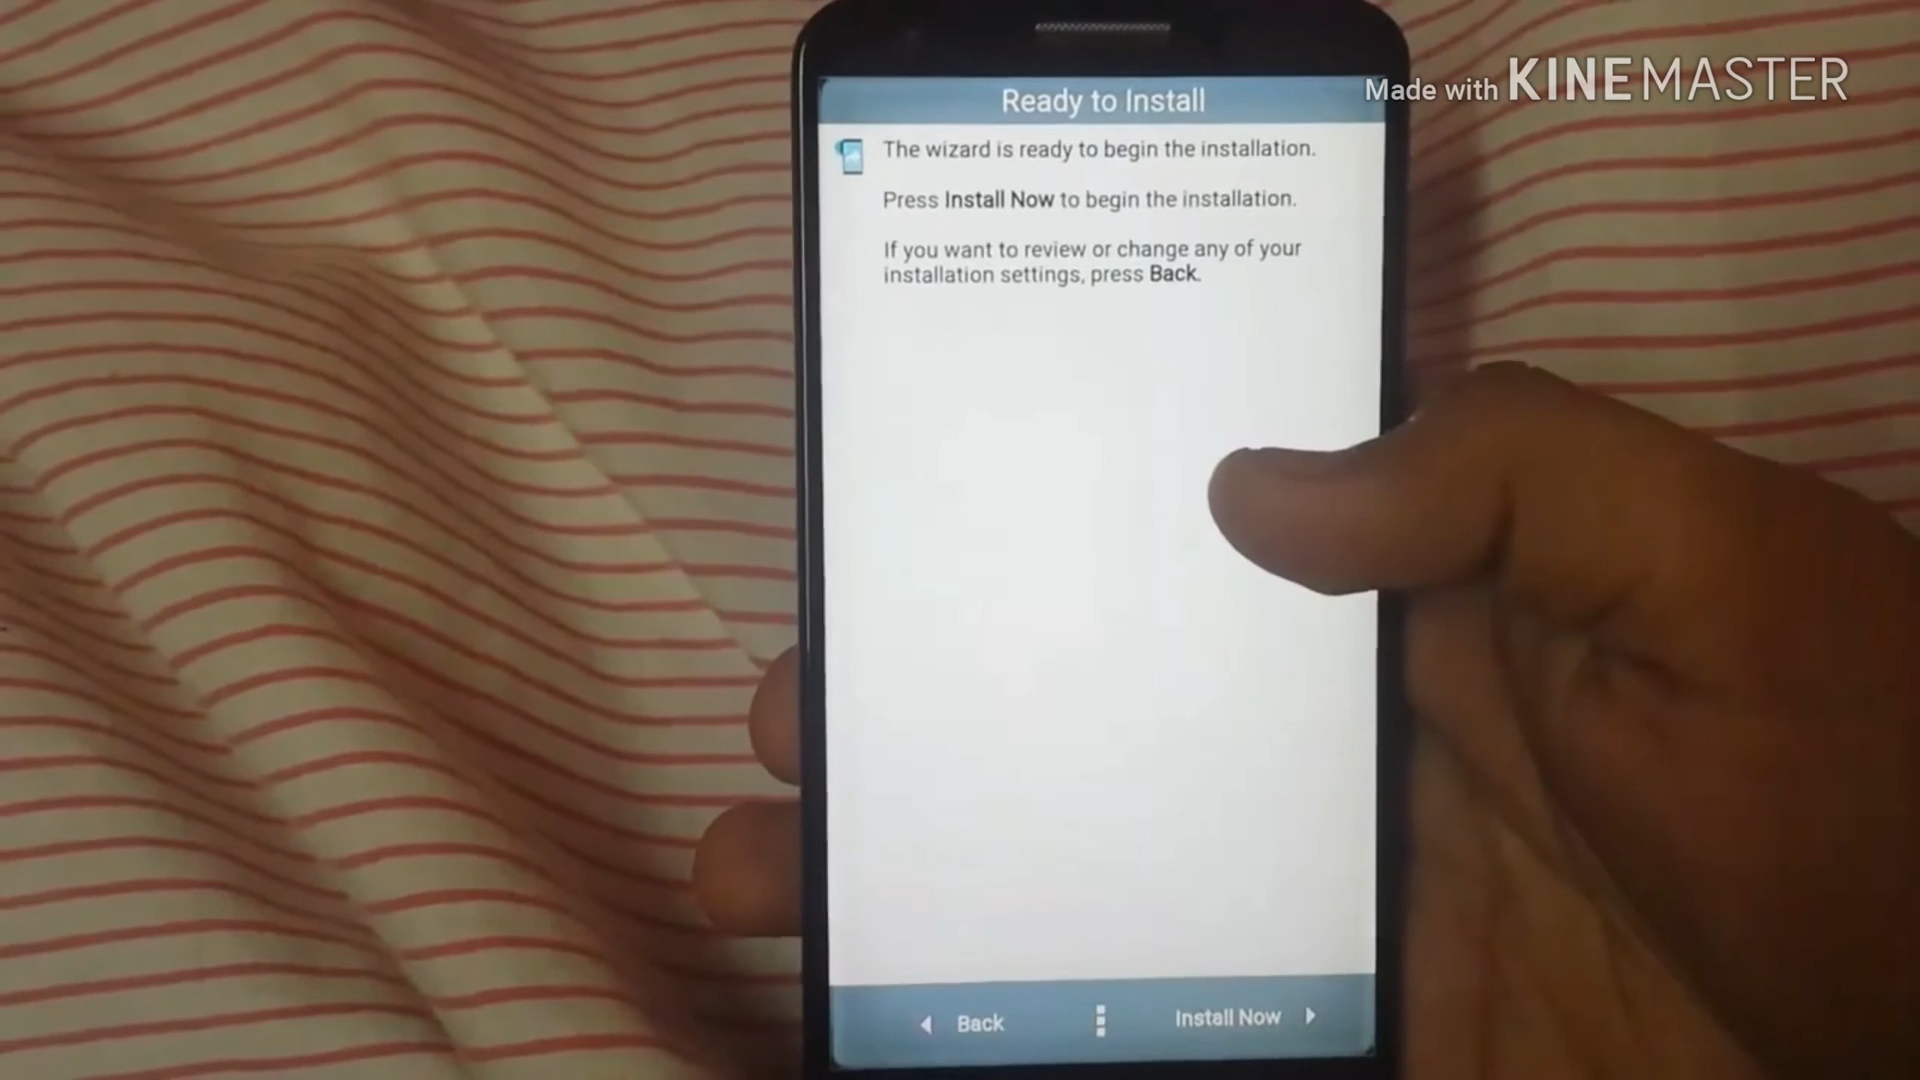 Ready to Install
Made with KINEMASTER
The wizard is ready to begin the installation.
Press Install Now to begin the installation.
If you want to review or change any of your
installation settings, press Back.
Back
Install Now